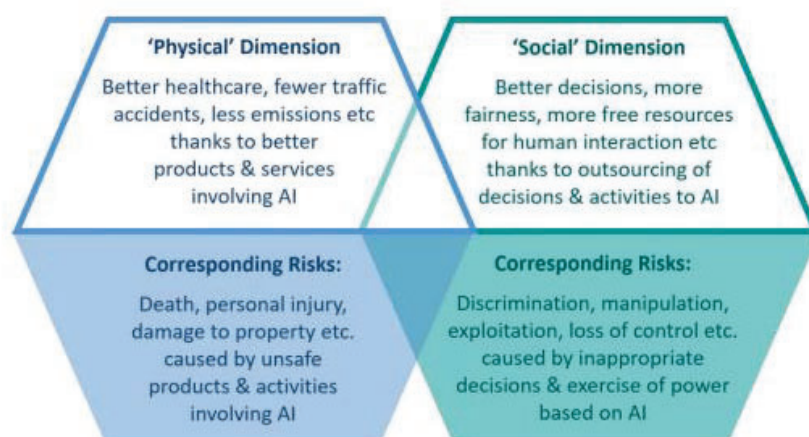 ‘Physical’ Dimension
Better healthcare, fewer traffic
accidents, less emissions etc
thanks to better
products & services
involving AI
‘Social’ Dimension
Better decisions, more
fairness, more free resources
for human interaction etc
thanks to outsourcing of
decisions & activities to AI
Corresponding Risks:
Death, personal injury,
damage to property etc.
caused by unsafe
products & activities
involving AI
Corresponding Risks:
Discrimination, manipulation,
exploitation, loss of control etc.
caused by inappropriate
decisions & exercise of power
based on AI